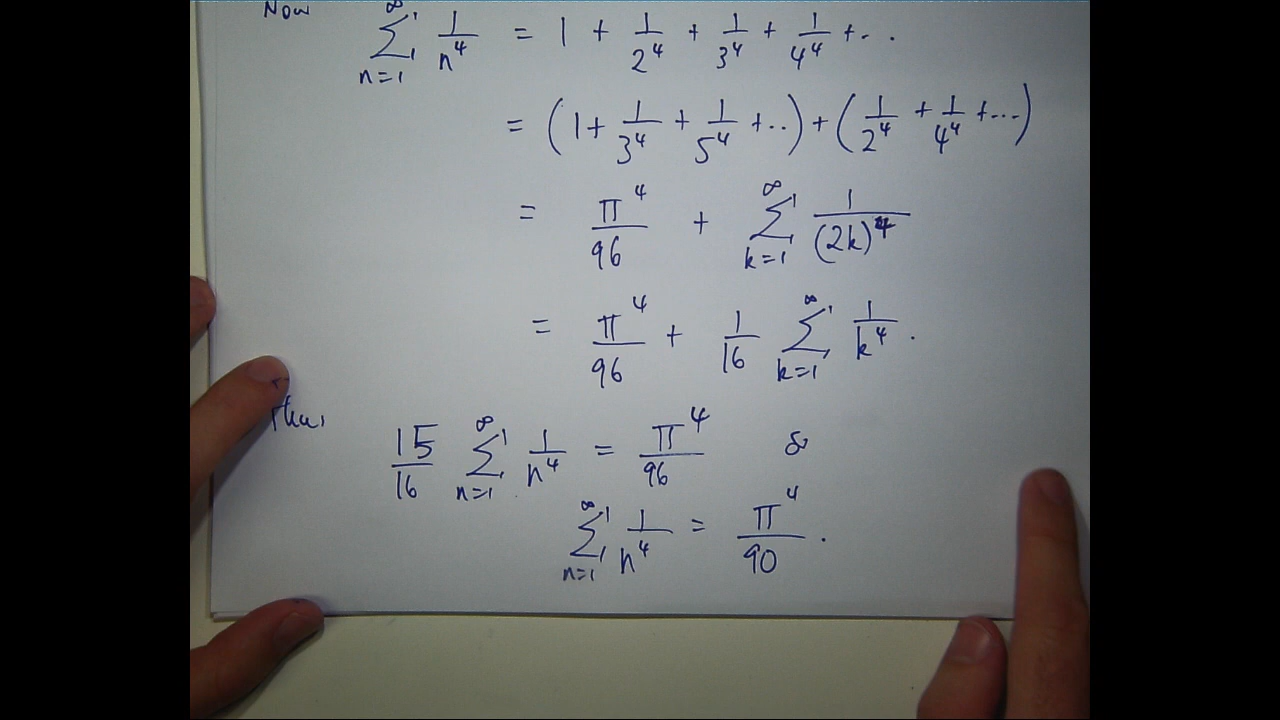 Now ∞∑n=1 1/n⁴ = 1 + 1/2⁴ + 1/3⁴ + 1/4⁴ + ...
= (1 + 1/3⁴ + 1/5⁴ + ..) + (1/2⁴ + 1/4⁴ + ...)
= π⁴/96 + ∞∑k=1 1/(2k)⁴
= π⁴/96 + 1/16 ∞∑k=1 1/k⁴.
Thus 15/16 ∞∑n=1 1/n⁴ = π⁴/96 &
∞∑n=1 1/n⁴ = π⁴/90.